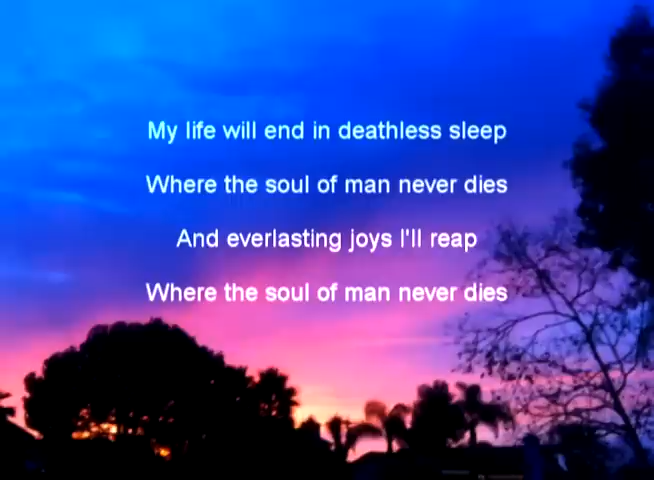 My life will end in deathless sleep
Where the soul of man never dies
And everlasting joys I'll reap
Where the soul of man never dies